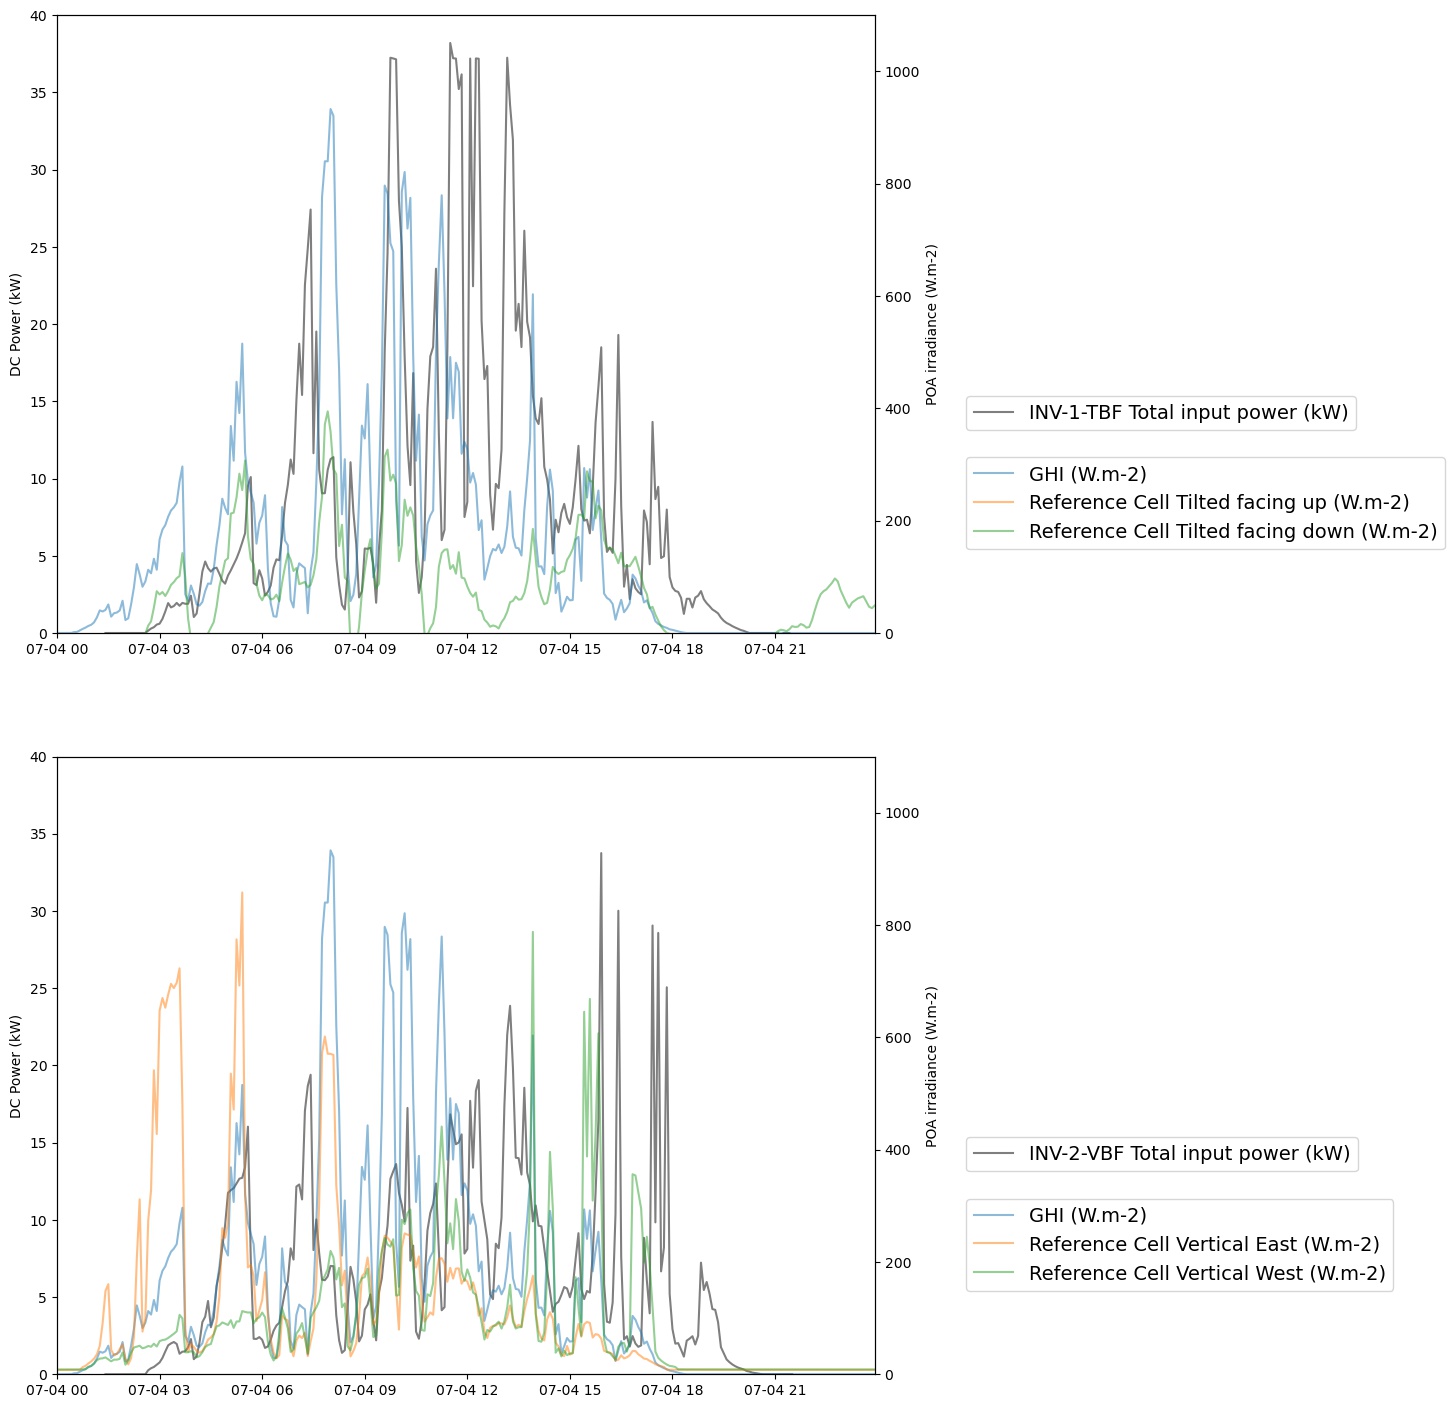 40
35
30
25
20
15
10
5
0
DC Power (kW)
1000
800
600
400
200
0
POA irradiance (W.m-2)
07-04 00 07-04 03 07-04 06 07-04 09 07-04 12 07-04 15 07-04 18 07-04 21
INV-1-TBF Total input power (kW)
GHI (W.m-2)
Reference Cell Tilted facing up (W.m-2)
Reference Cell Tilted facing down (W.m-2)
40
35
30
25
20
15
10
5
0
DC Power (kW)
1000
800
600
400
200
0
POA irradiance (W.m-2)
07-04 00 07-04 03 07-04 06 07-04 09 07-04 12 07-04 15 07-04 18 07-04 21
INV-2-VBF Total input power (kW)
GHI (W.m-2)
Reference Cell Vertical East (W.m-2)
Reference Cell Vertical West (W.m-2)